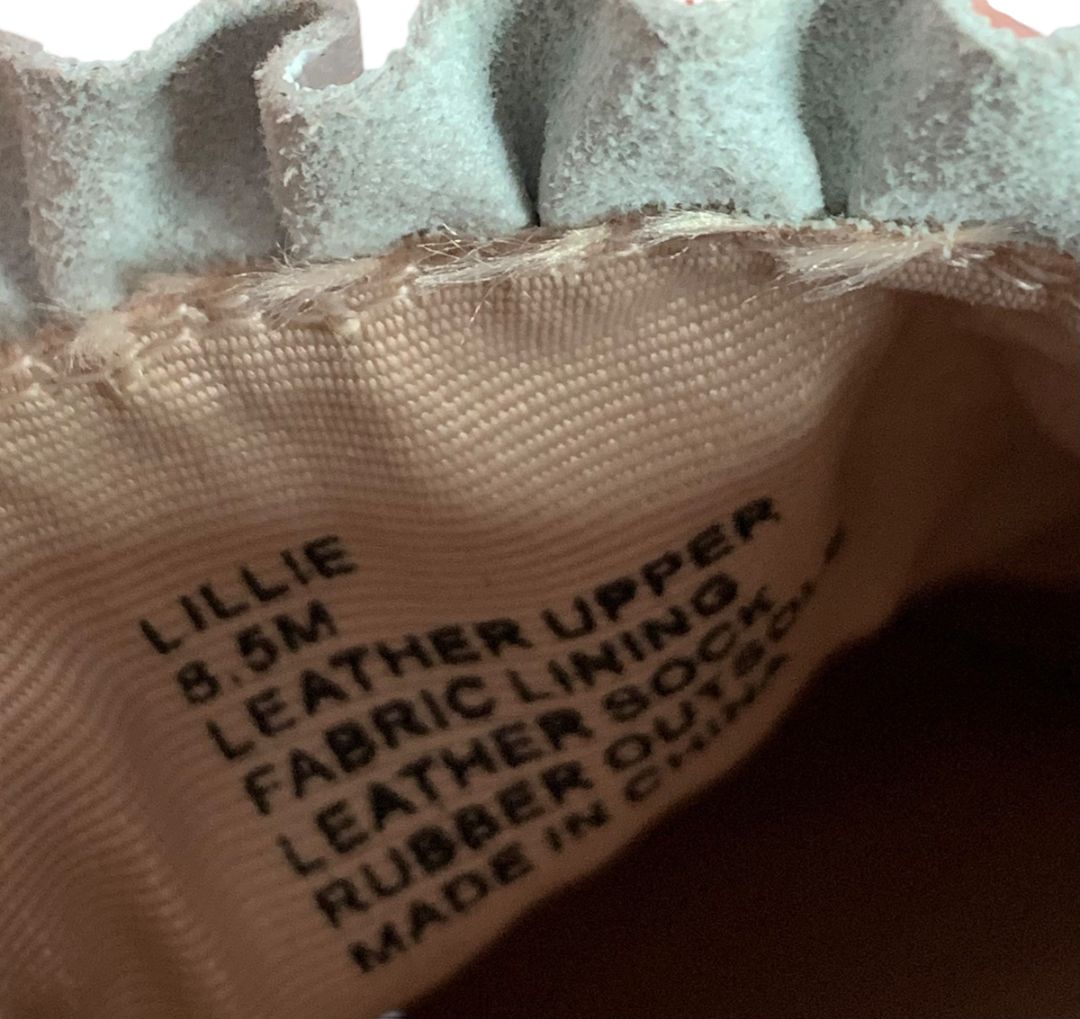 LILLIE
8.5M
LEATHER UPPER
FABRIC LINING
LEATHER SOCK
RUBBER OUTSOLE
MADE IN CHINA